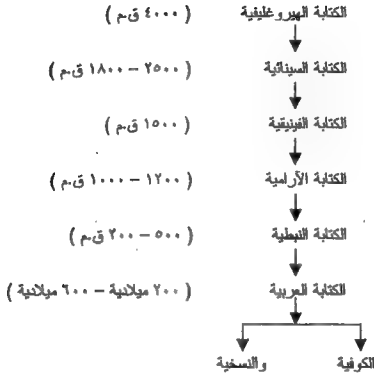 الكتابة الهيروغليفية ( ٤٠٠٠ ق.م )
الكتابة السينائية ( ٢٥٠٠ – ١٨٠٠ ق.م )
الكتابة الفينيقية ( ١٥٠٠ ق.م )
الكتابة الآرامية ( ١٢٠٠ – ١٠٠٠ ق.م )
الكتابة النبطية ( ٥٠٠ – ٢٠٠ ق.م )
الكتابة العربية ( ٢٠٠ ميلادية – ٦٠٠ ميلادية )
الكوفية والنسخية